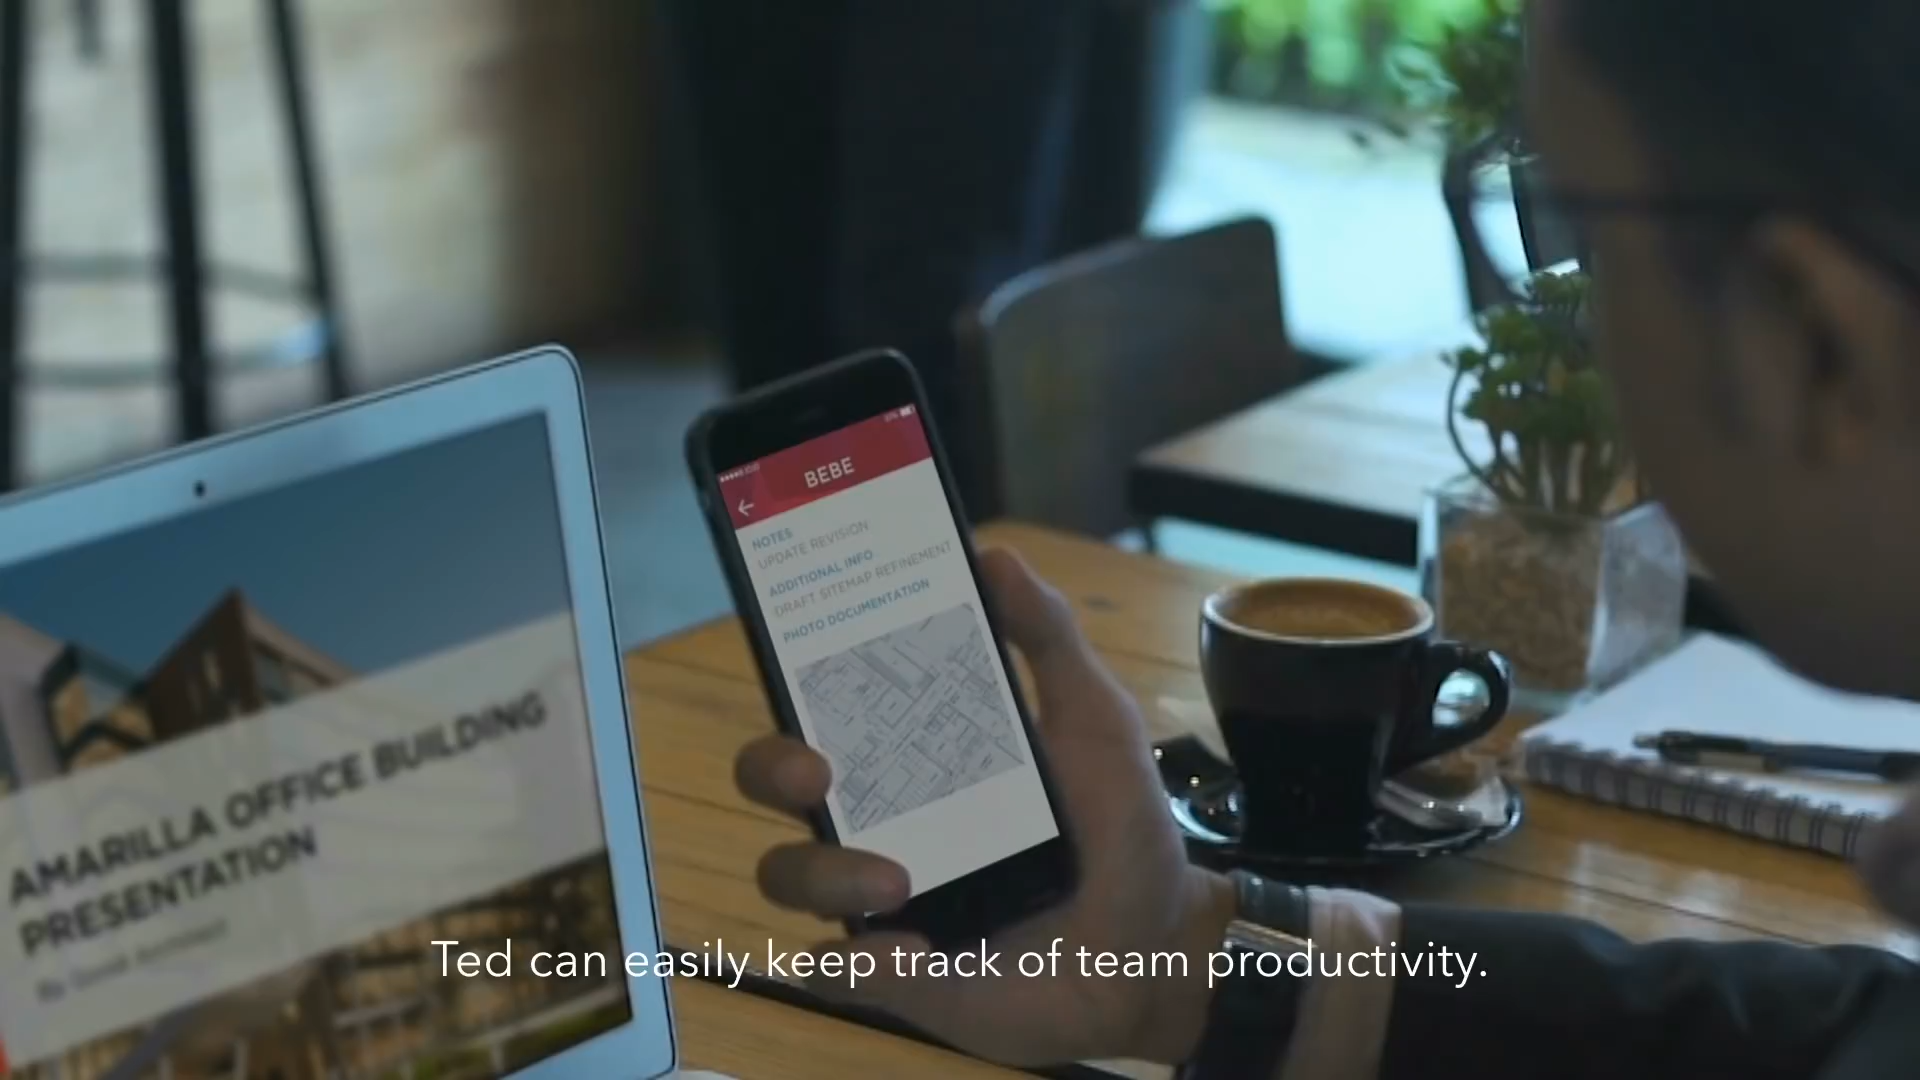 BEBE
NOTES
UPDATE REVISION
ADDITIONAL INFO
DRAFT SITEMAP REFINEMENT
PHOTO DOCUMENTATION
AMARILLA OFFICE BUILDING
PRESENTATION
Ted can easily keep track of team productivity.